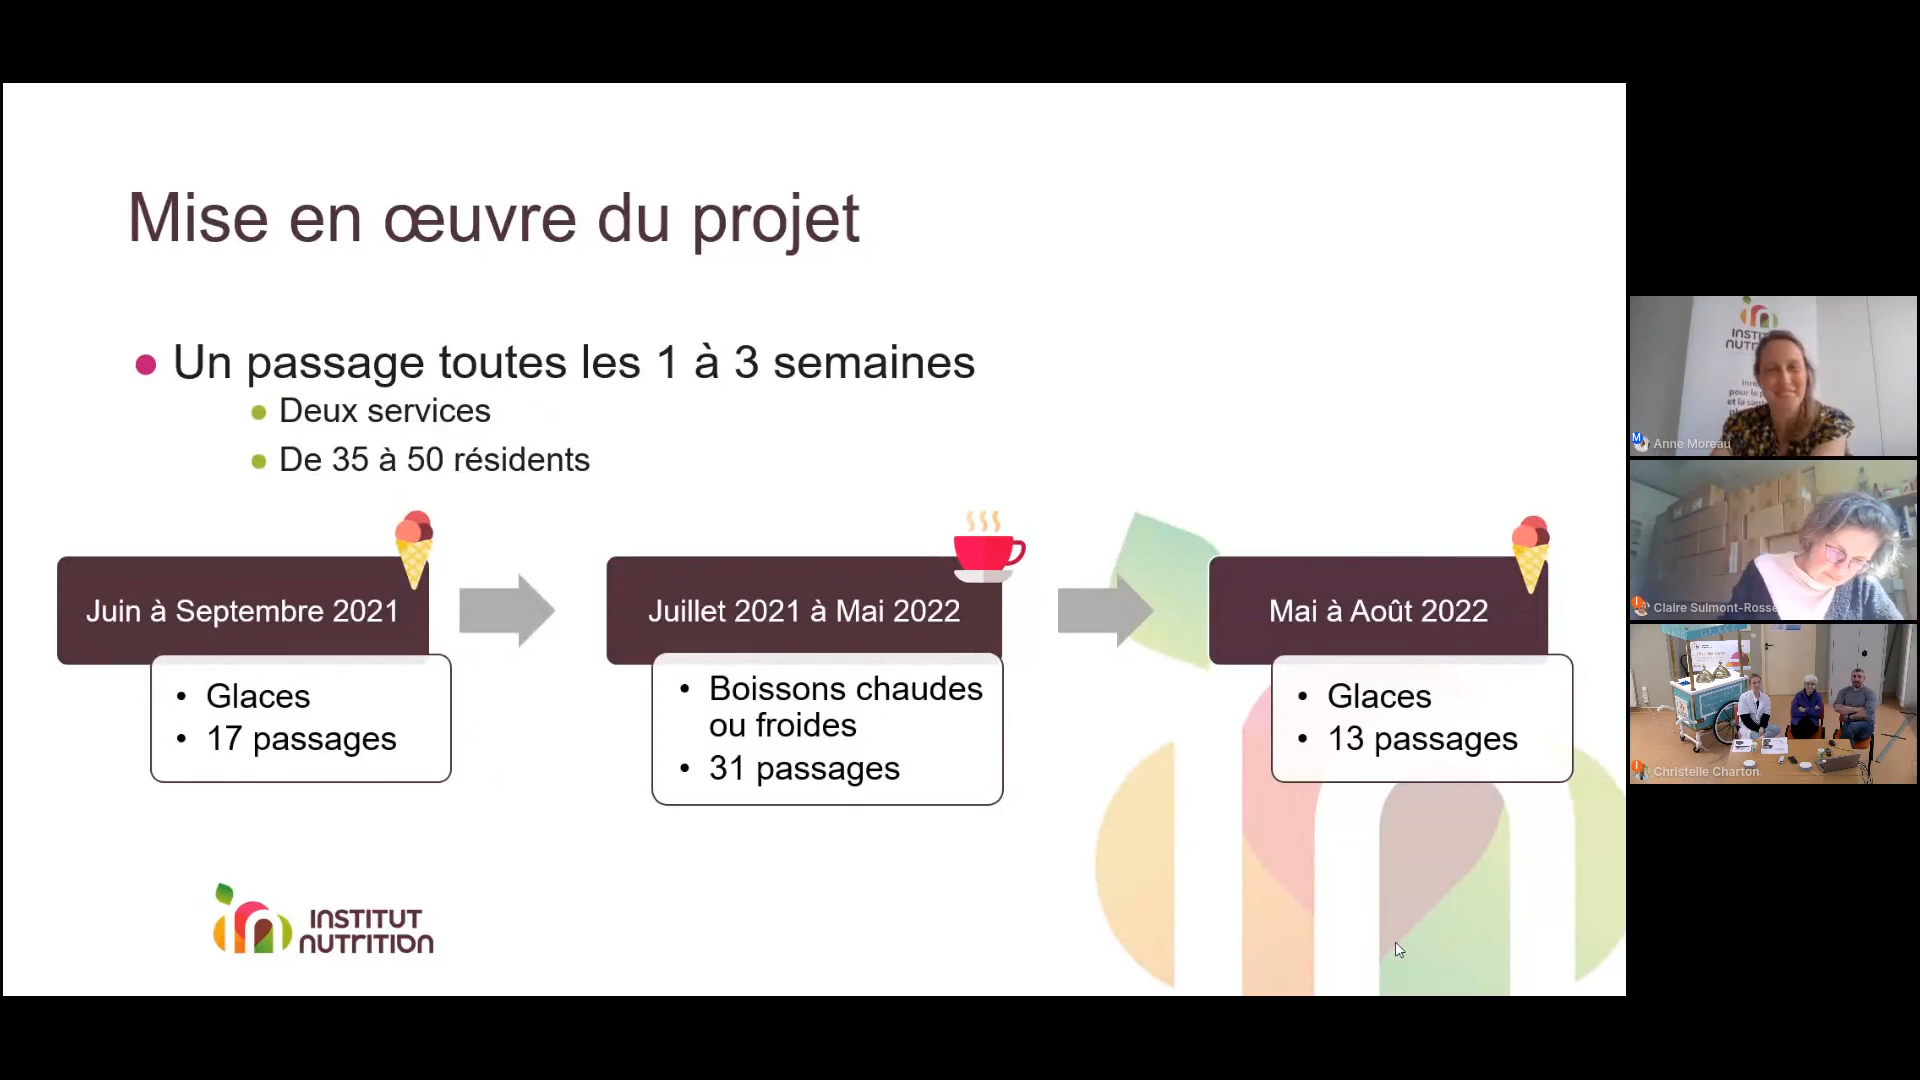 Mise en œuvre du projet
Un passage toutes les 1 à 3 semaines
Deux services
De 35 à 50 résidents
Juin à Septembre 2021
Glaces
17 passages
Juillet 2021 à Mai 2022
Boissons chaudes
ou froides
31 passages
Mai à Août 2022
Glaces
13 passages
INSTITUT
NUTRITION
Anne Moreau
Claire Sulmont-Rosse
Christelle Charton